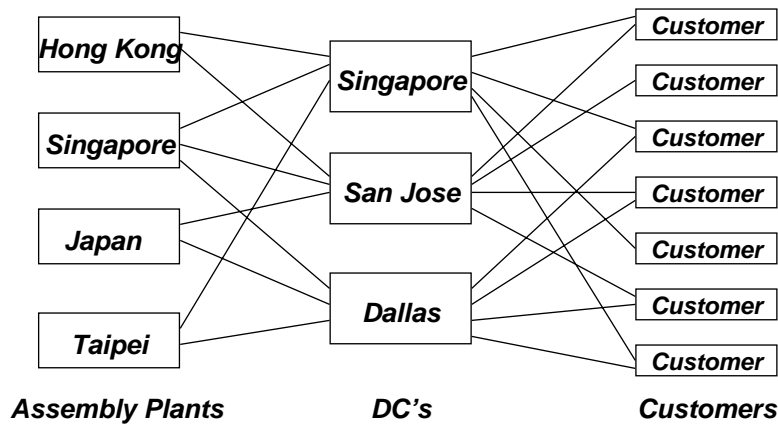 Hong Kong
Singapore
Japan
Taipei
Assembly Plants
Singapore
San Jose
Dallas
DC's
Customer
Customer
Customer
Customer
Customer
Customer
Customer
Customers